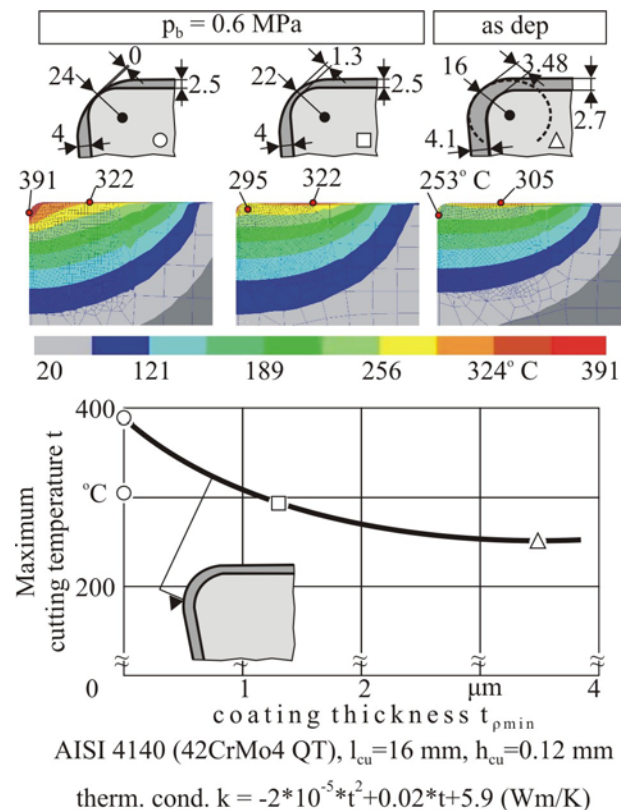 p_b = 0.6 MPa
as dep
0
24
2.5
4
1.3
22
2.5
4
3.48
16
2.7
4.1
391
322
295
322
253° C
305
20 121 189 256 324° C 391
Maximum
cutting temperature t
400
°C
200
0
1
2
μm
4
coating thickness t_ρmin
AISI 4140 (42CrMo4 QT), l_cu=16 mm, h_cu=0.12 mm
therm. cond. k = -2*10^-5*t^2+0.02*t+5.9 (Wm/K)